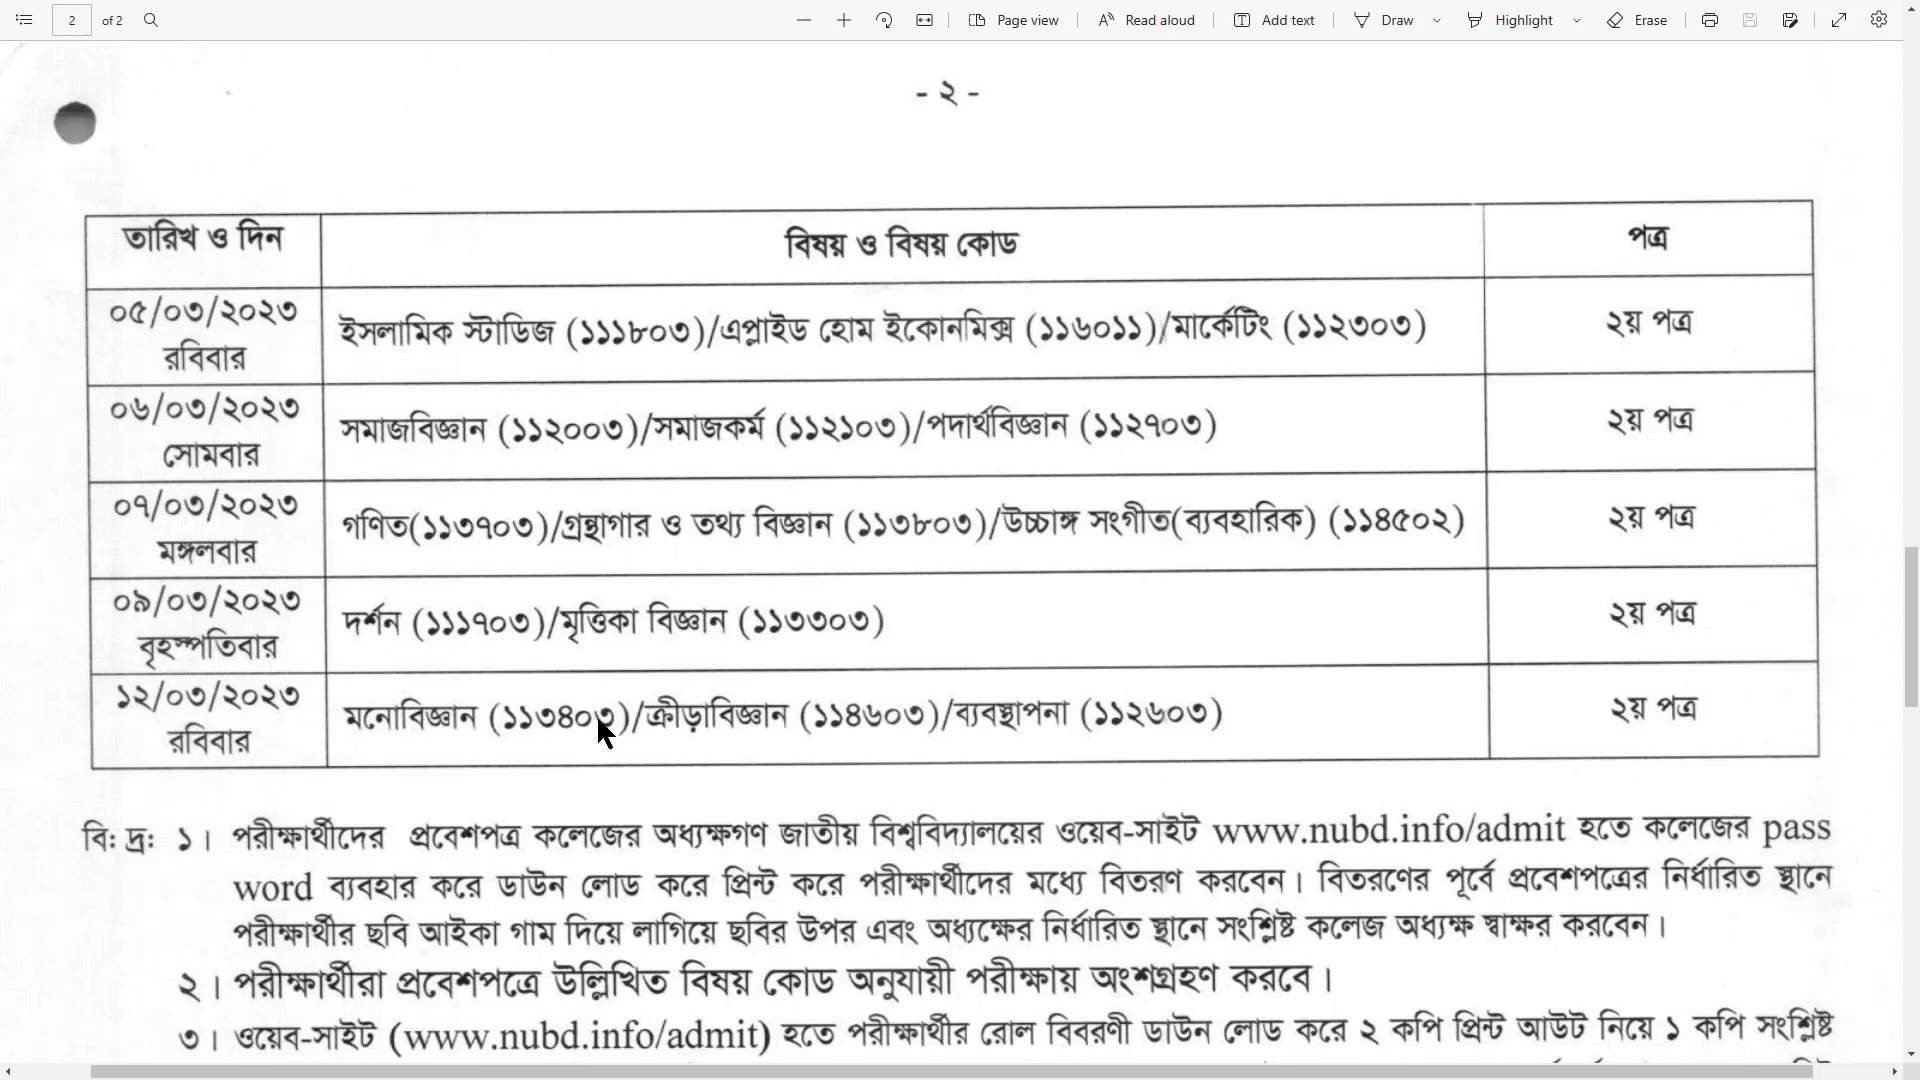 2 of 2 Page view Read aloud Add text Draw Highlight Erase
- ২ -
তারিখ ও দিন বিষয় ও বিষয় কোড পত্র
০৫/০৩/২০২৩
রবিবার
ইসলামিক স্টাডিজ (১১১৮০৩)/এপ্লাইড হোম ইকোনমিক্স (১১৬০১১)/মার্কেটিং (১১২৩০৩) ২য় পত্র
০৬/০৩/২০২৩
সোমবার
সমাজবিজ্ঞান (১১২০০৩)/সমাজকর্ম (১১২১০৩)/পদার্থবিজ্ঞান (১১২৭০৩) ২য় পত্র
০৭/০৩/২০২৩
মঙ্গলবার
গণিত(১১৩৭০৩)/গ্রন্থাগার ও তথ্য বিজ্ঞান (১১৩৮০৩)/উচ্চাঙ্গ সংগীত(ব্যবহারিক) (১১৪৫০২) ২য় পত্র
০৯/০৩/২০২৩
বৃহস্পতিবার
দর্শন (১১১৭০৩)/মৃত্তিকা বিজ্ঞান (১১৩৩০৩) ২য় পত্র
১২/০৩/২০২৩
রবিবার
মনোবিজ্ঞান (১১৩৪০৩)/ক্রীড়াবিজ্ঞান (১১৪৬০৩)/ব্যবস্থাপনা (১১২৬০৩) ২য় পত্র
বি: দ্র: ১। পরীক্ষার্থীদের প্রবেশপত্র কলেজের অধ্যক্ষগণ জাতীয় বিশ্ববিদ্যালয়ের ওয়েব-সাইট www.nubd.info/admit হতে কলেজের pass
word ব্যবহার করে ডাউন লোড করে প্রিন্ট করে পরীক্ষার্থীদের মধ্যে বিতরণ করবেন। বিতরণের পূর্বে প্রবেশপত্রের নির্ধারিত স্থানে
পরীক্ষার্থীর ছবি আইকা গাম দিয়ে লাগিয়ে ছবির উপর এবং অধ্যক্ষের নির্ধারিত স্থানে সংশ্লিষ্ট কলেজ অধ্যক্ষ স্বাক্ষর করবেন।
২। পরীক্ষার্থীরা প্রবেশপত্রে উল্লিখিত বিষয় কোড অনুযায়ী পরীক্ষায় অংশগ্রহণ করবে।
৩। ওয়েব-সাইট (www.nubd.info/admit) হতে পরীক্ষার্থীর রোল বিবরণী ডাউন লোড করে ২ কপি প্রিন্ট আউট নিয়ে ১ কপি সংশ্লিষ্ট